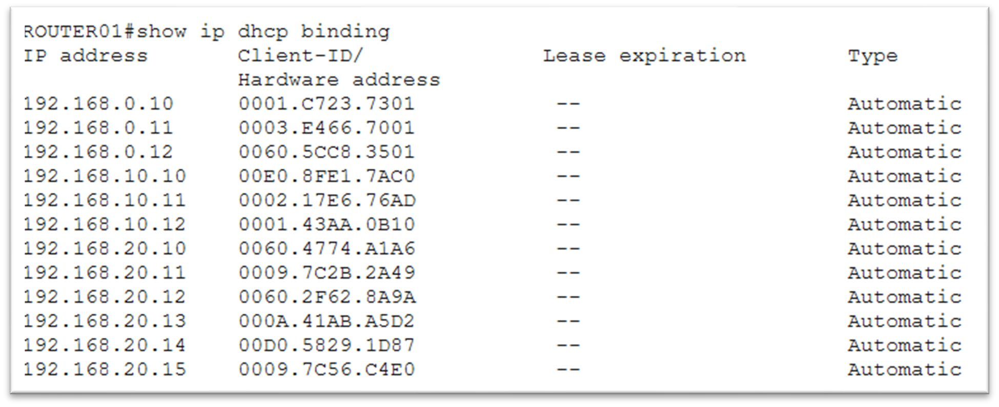 ROUTER01#show ip dhcp binding
IP address Client-ID/ Lease expiration Type
Hardware address
192.168.0.10 0001.C723.7301 -- Automatic
192.168.0.11 0003.E466.7001 -- Automatic
192.168.0.12 0060.5CC8.3501 -- Automatic
192.168.10.10 00E0.8FE1.7AC0 -- Automatic
192.168.10.11 0002.17E6.76AD -- Automatic
192.168.10.12 0001.43AA.0B10 -- Automatic
192.168.20.10 0060.4774.A1A6 -- Automatic
192.168.20.11 0009.7C2B.2A49 -- Automatic
192.168.20.12 0060.2F62.8A9A -- Automatic
192.168.20.13 000A.41AB.A5D2 -- Automatic
192.168.20.14 00D0.5829.1D87 -- Automatic
192.168.20.15 0009.7C56.C4E0 -- Automatic